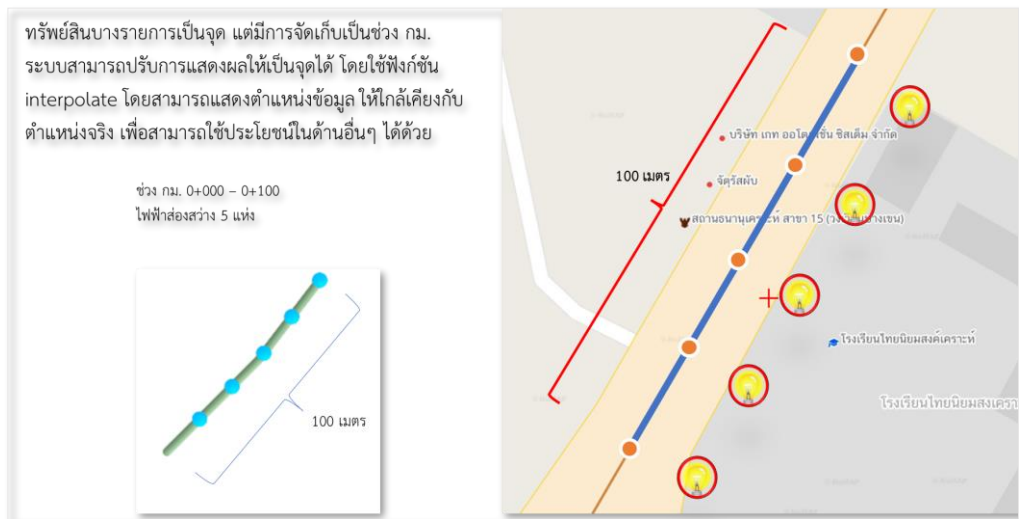 ทรัพย์สินบางรายการเป็นจุด แต่มีการจัดเก็บเป็นช่วง กม.
ระบบสามารถปรับการแสดงผลให้เป็นจุดได้ โดยใช้ฟังก์ชัน
interpolate โดยสามารถแสดงตำแหน่งข้อมูล ให้ใกล้เคียงกับ
ตำแหน่งจริง เพื่อสามารถใช้ประโยชน์ในด้านอื่นๆ ได้ด้วย
ช่วง กม. 0+000 – 0+100
ไฟฟ้าส่องสว่าง 5 แห่ง
100 เมตร
100 เมตร
บริษัท เกท ออโตเมชั่น ซิสเต็ม จำกัด
จัตุรัสผับ
สถานธนานุเคราะห์ สาขา 15
โรงเรียนไทยนิยมสงค์เคราะห์
โรงเรียนไทยนิยมสงเครา